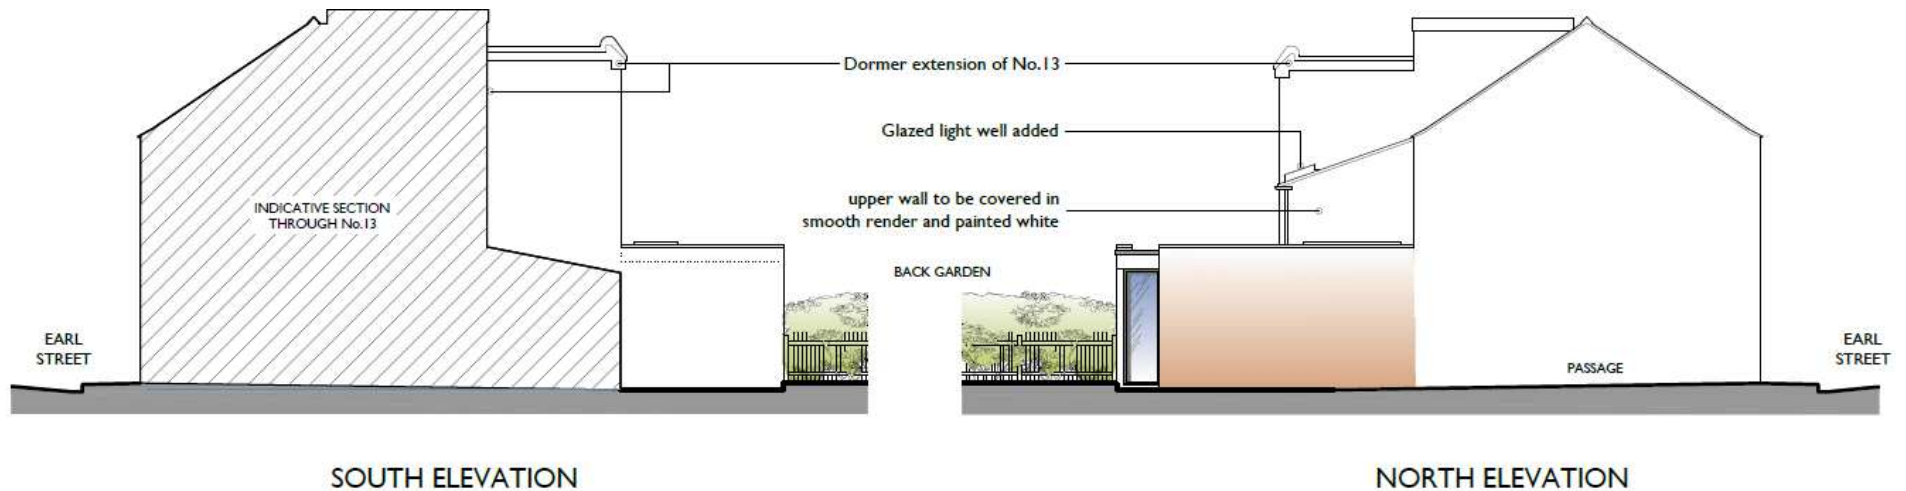 Dormer extension of No.13
Glazed light well added
upper wall to be covered in
smooth render and painted white
INDICATIVE SECTION
THROUGH No.13
BACK GARDEN
EARL
STREET
PASSAGE
EARL
STREET
SOUTH ELEVATION
NORTH ELEVATION